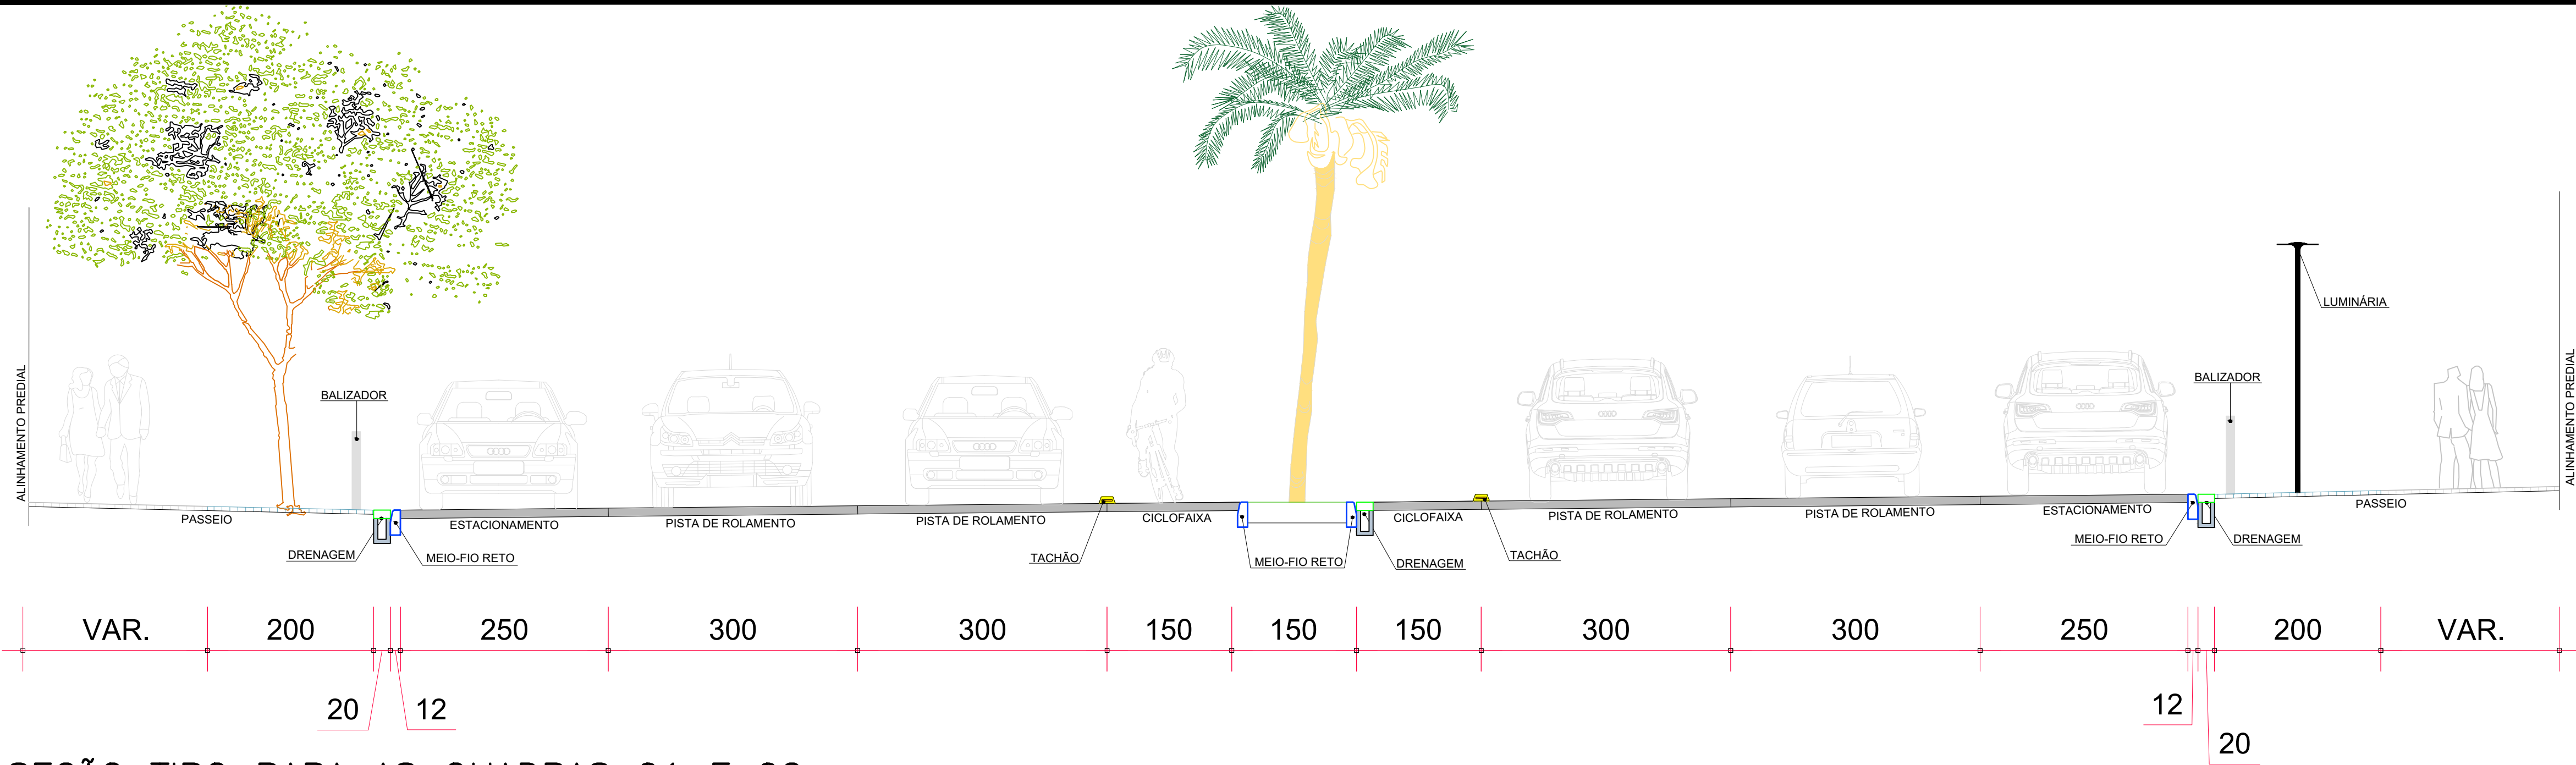 LUMINÁRIA
ALINHAMENTO PREDIAL
BALIZADOR
BALIZADOR
ALINHAMENTO PREDIAL
PASSEIO
ESTACIONAMENTO
PISTA DE ROLAMENTO
PISTA DE ROLAMENTO
CICLOFAIXA
CICLOFAIXA
PISTA DE ROLAMENTO
PISTA DE ROLAMENTO
ESTACIONAMENTO
PASSEIO
DRENAGEM
MEIO-FIO RETO
TACHÃO
MEIO-FIO RETO
DRENAGEM
TACHÃO
MEIO-FIO RETO
DRENAGEM
VAR. 200 250 300 300 150 150 150 300 300 250 200 VAR.
20 12 12 20